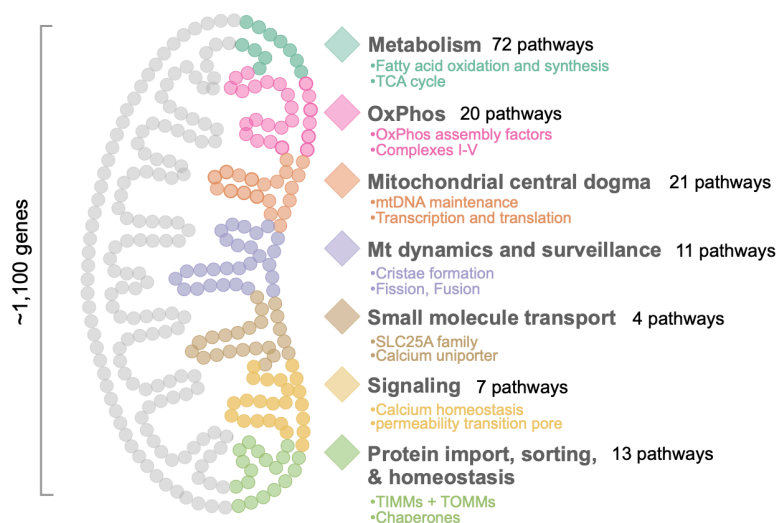 ~1,100 genes
Metabolism 72 pathways
•Fatty acid oxidation and synthesis
•TCA cycle
OxPhos 20 pathways
•OxPhos assembly factors
•Complexes I-V
Mitochondrial central dogma 21 pathways
•mtDNA maintenance
•Transcription and translation
Mt dynamics and surveillance 11 pathways
•Cristae formation
•Fission, Fusion
Small molecule transport 4 pathways
•SLC25A family
•Calcium uniporter
Signaling 7 pathways
•Calcium homeostasis
•permeability transition pore
Protein import, sorting, 13 pathways
& homeostasis
•TIMMs + TOMMs
•Chaperones